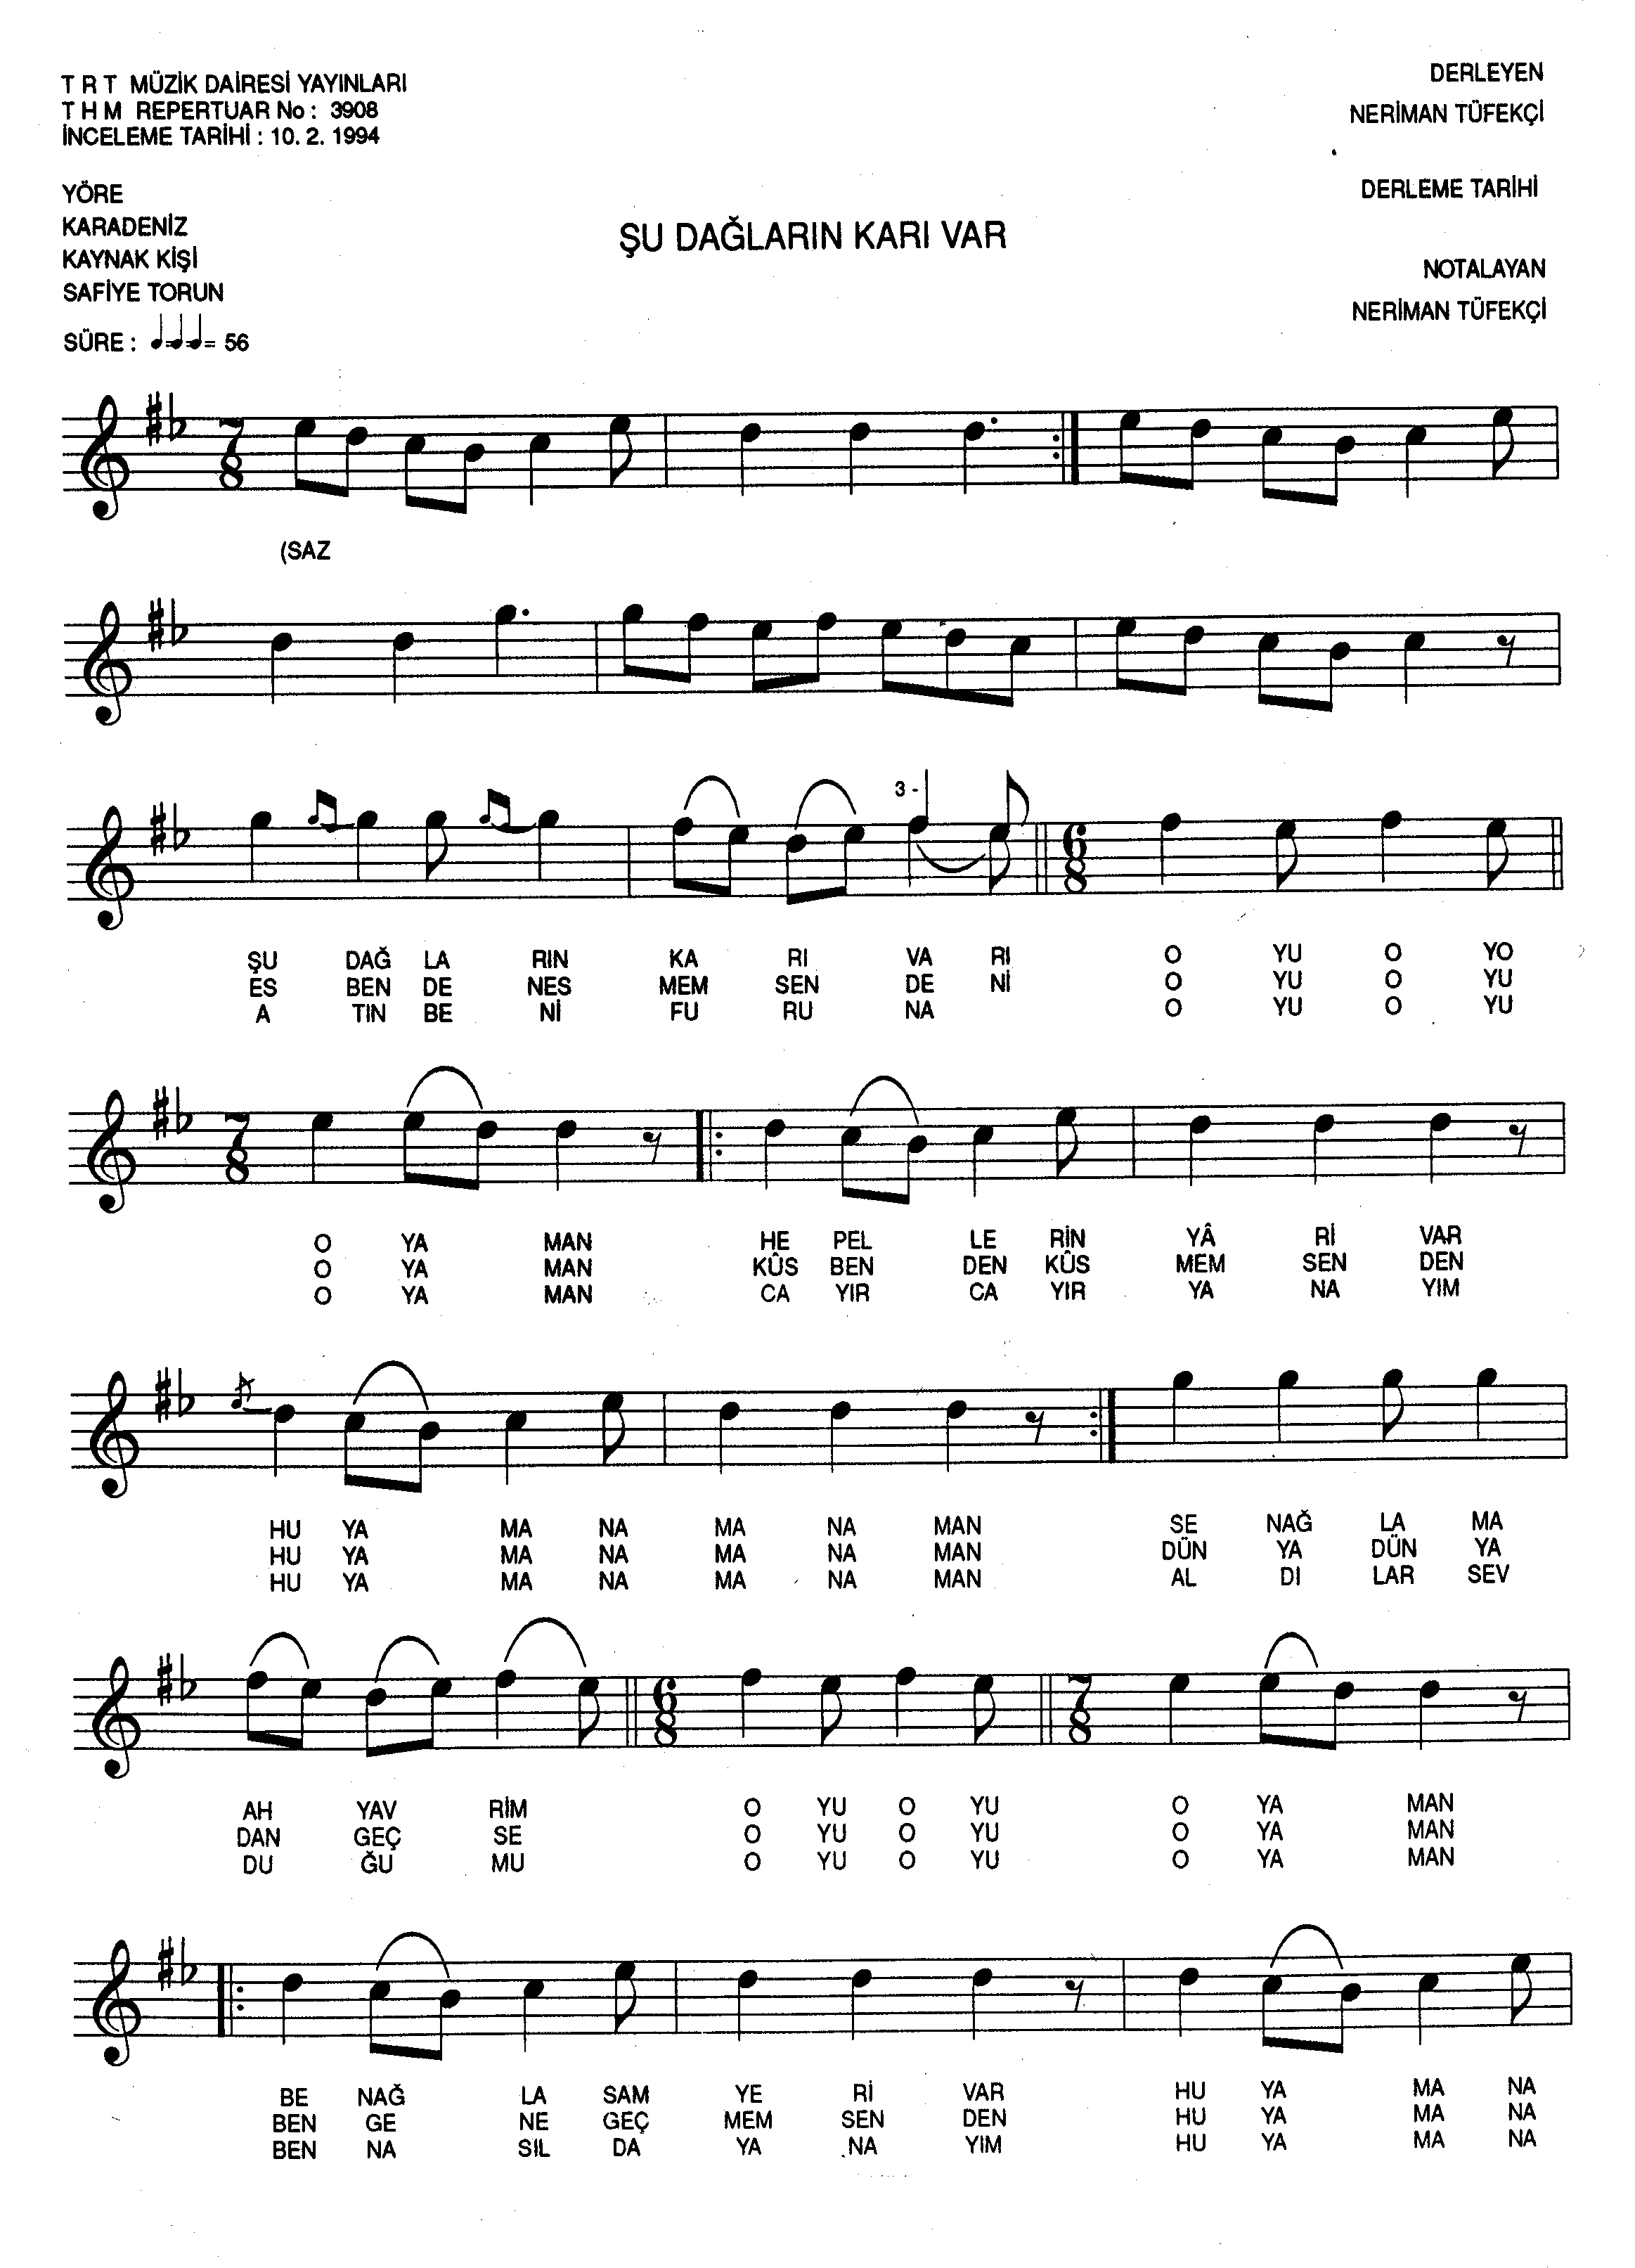 T R T MÜZİK DAİRESİ YAYINLARI
T H M REPERTUAR No : 3908
İNCELEME TARİHİ : 10. 2. 1994
DERLEYEN
NERİMAN TÜFEKÇİ
YÖRE
KARADENİZ
KAYNAK KİŞİ
SAFİYE TORUN
SÜRE : = 56
ŞU DAĞLARIN KARI VAR
DERLEME TARİHİ
NOTALAYAN
NERİMAN TÜFEKÇİ
7
8
(SAZ
3 -
6
8
ŞU DAĞ LA RIN KA RI VA RI O YU O YO
ES BEN DE NES MEM SEN DE Nİ O YU O YU
A TIN BE Nİ FU RU NA O YU O YU
7
8
O YA MAN HE PEL LE RİN YÂ Rİ VAR
O YA MAN KÛS BEN DEN KÛS MEM SEN DEN
O YA MAN CA YIR CA YIR YA NA YIM
HU YA MA NA MA NA MAN SE NAĞ LA MA
HU YA MA NA MA NA MAN DÜN YA DÜN YA
HU YA MA NA MA NA MAN AL DI LAR SEV
6
8
7
8
AH YAV RİM O YU O YU O YA MAN
DAN GEÇ SE O YU O YU O YA MAN
DU ĞU MU O YU O YU O YA MAN
BE NAĞ LA SAM YE Rİ VAR HU YA MA NA
BEN GE NE GEÇ MEM SEN DEN HU YA MA NA
BEN NA SIL DA YA NA YIM HU YA MA NA